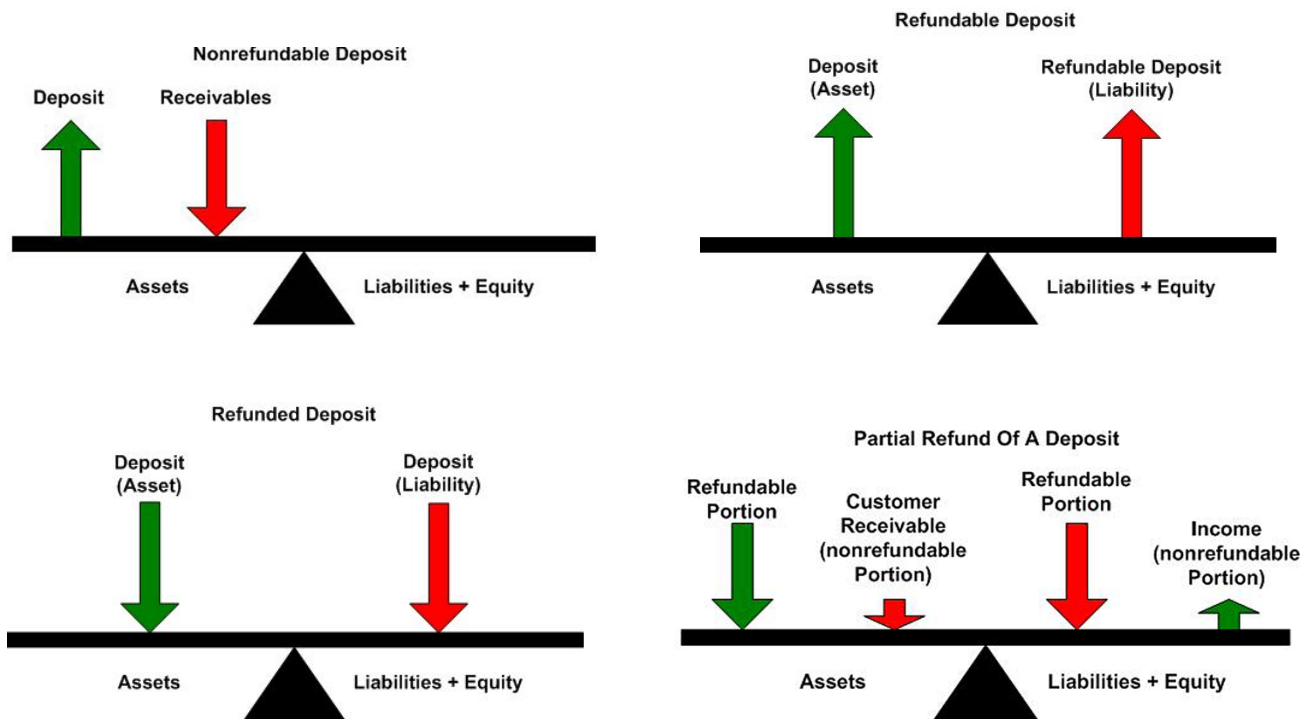 Nonrefundable Deposit
Deposit
Receivables
Assets
Liabilities + Equity
Refundable Deposit
Deposit
(Asset)
Refundable Deposit
(Liability)
Assets
Liabilities + Equity
Refunded Deposit
Deposit
(Asset)
Deposit
(Liability)
Assets
Liabilities + Equity
Partial Refund Of A Deposit
Refundable
Portion
Customer
Receivable
(nonrefundable
Portion)
Refundable
Portion
Income
(nonrefundable
Portion)
Assets
Liabilities + Equity